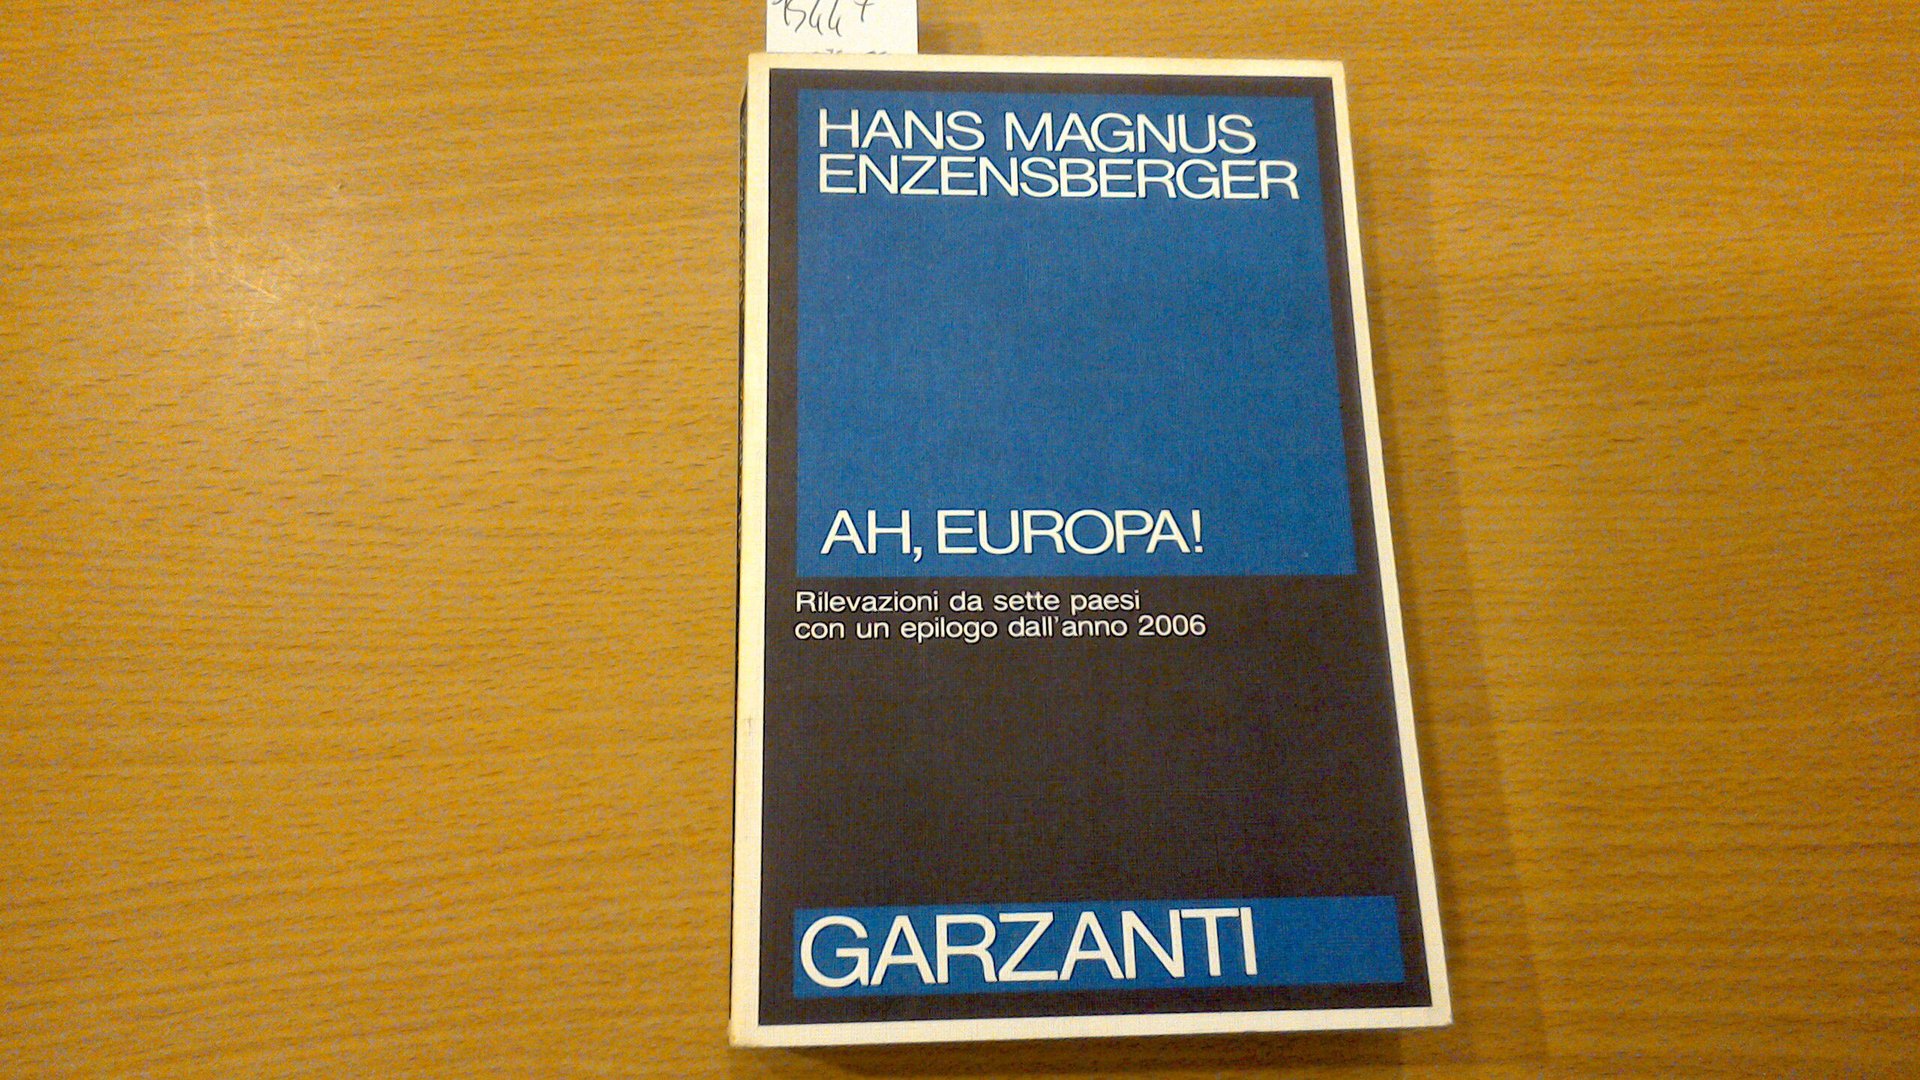 HANS MAGNUS
ENZENSBERGER
AH, EUROPA!
Rilevazioni da sette paesi
con un epilogo dall'anno 2006
GARZANTI